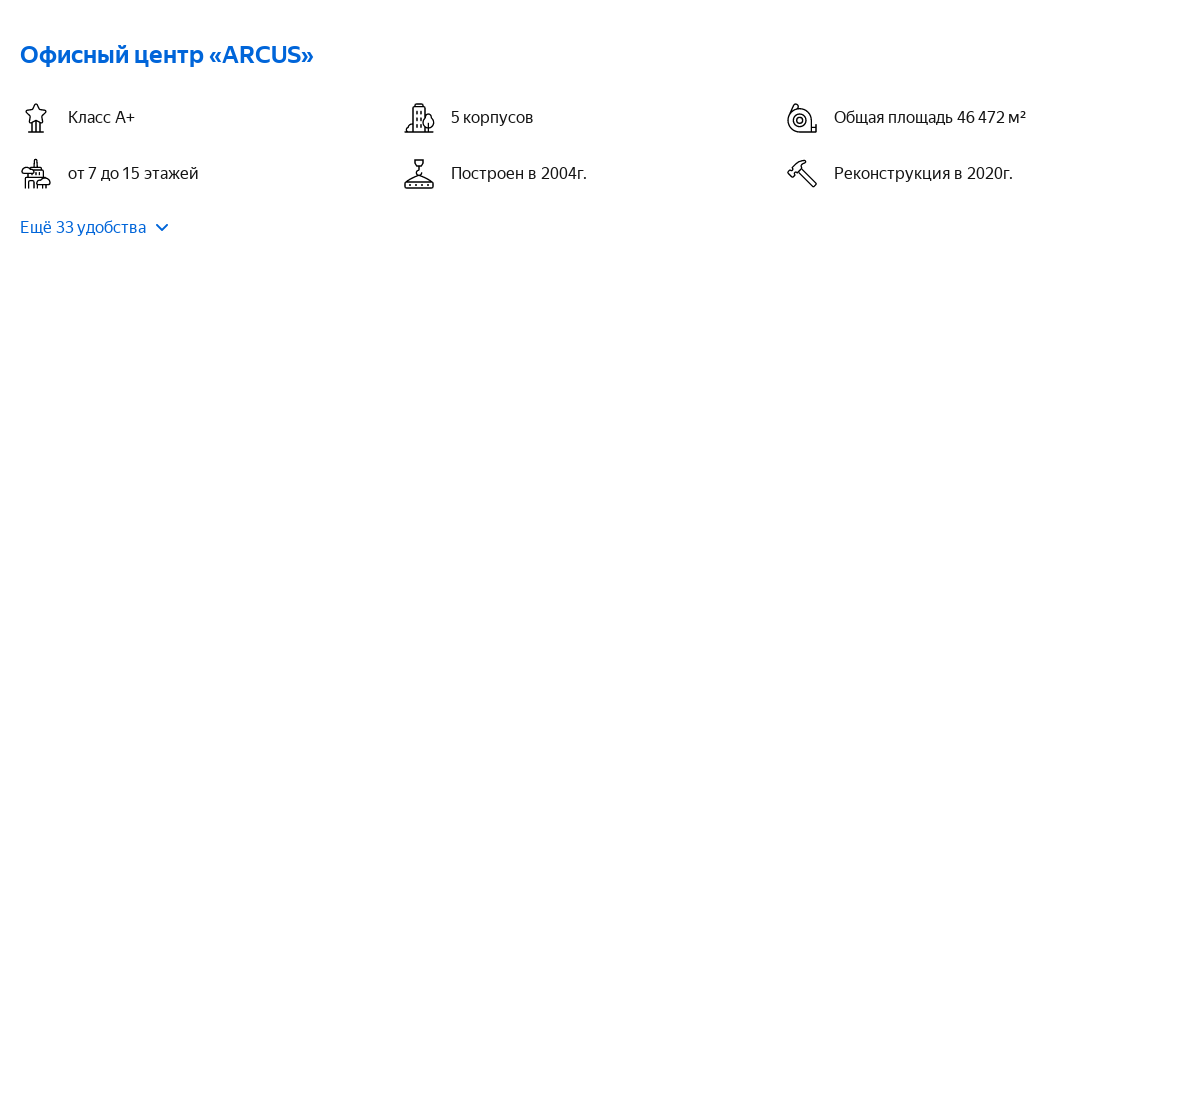 Офисный центр «ARCUS»
Класс A+
5 корпусов
Общая площадь 46 472 м²
от 7 до 15 этажей
Построен в 2004г.
Реконструкция в 2020г.
Ещё 33 удобства